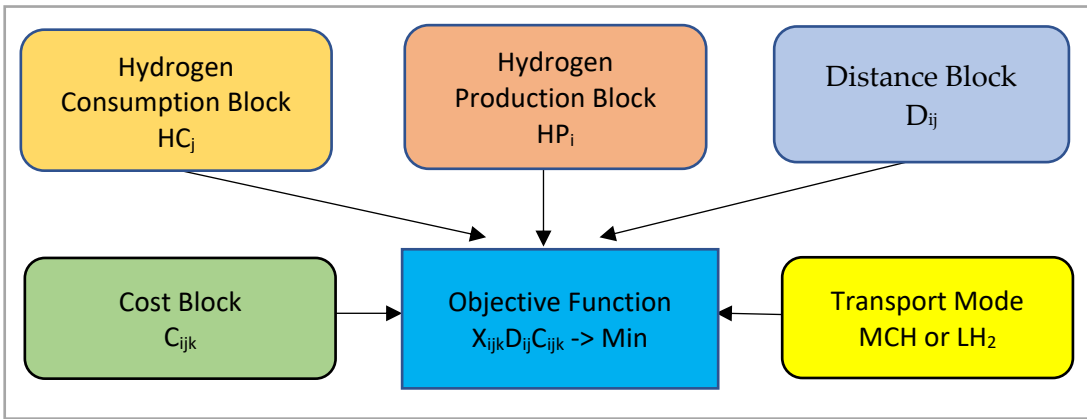 Hydrogen
Consumption Block
HCⱼ
Hydrogen
Production Block
HPᵢ
Distance Block
Dᵢⱼ
Cost Block
Cᵢⱼₖ
Objective Function
XᵢⱼₖDᵢⱼCᵢⱼₖ -> Min
Transport Mode
MCH or LH₂